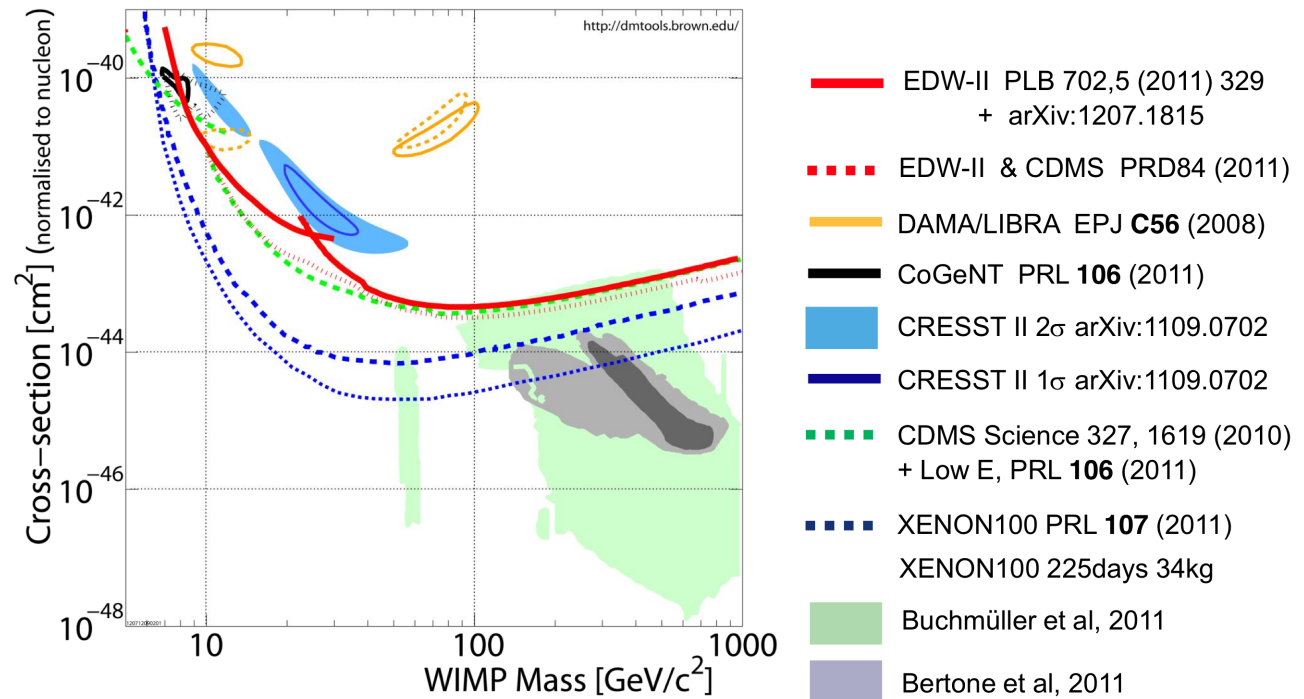 http://dmtools.brown.edu/
Cross−section [cm²] (normalised to nucleon)
10⁻⁴⁰
10⁻⁴²
10⁻⁴⁴
10⁻⁴⁶
10⁻⁴⁸
10
100
1000
WIMP Mass [GeV/c²]
EDW-II PLB 702,5 (2011) 329
+ arXiv:1207.1815
EDW-II & CDMS PRD84 (2011)
DAMA/LIBRA EPJ C56 (2008)
CoGeNT PRL 106 (2011)
CRESST II 2σ arXiv:1109.0702
CRESST II 1σ arXiv:1109.0702
CDMS Science 327, 1619 (2010)
+ Low E, PRL 106 (2011)
XENON100 PRL 107 (2011)
XENON100 225days 34kg
Buchmüller et al, 2011
Bertone et al, 2011